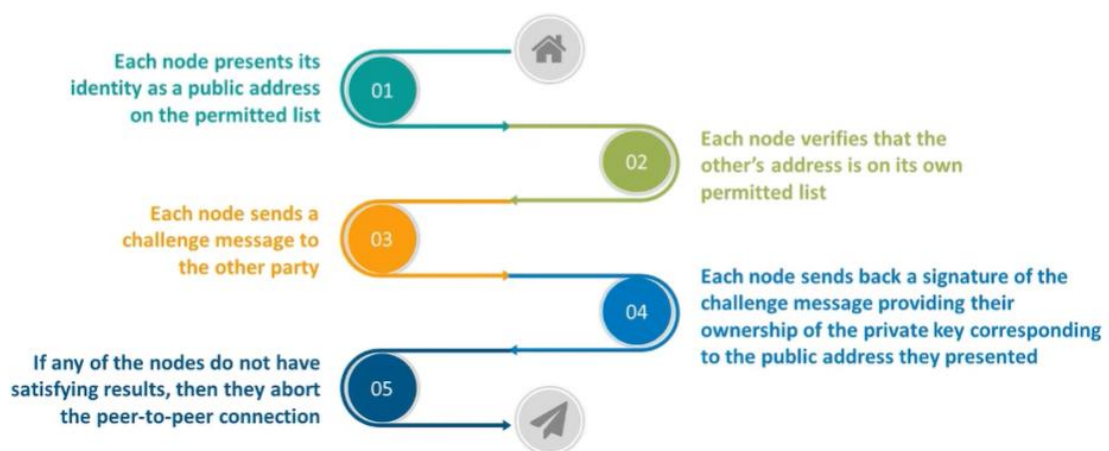 Each node presents its
identity as a public address
on the permitted list
01
02
Each node verifies that the
other's address is on its own
permitted list
Each node sends a
challenge message to
the other party
03
04
Each node sends back a signature of the
challenge message providing their
ownership of the private key corresponding
to the public address they presented
If any of the nodes do not have
satisfying results, then they abort
the peer-to-peer connection
05